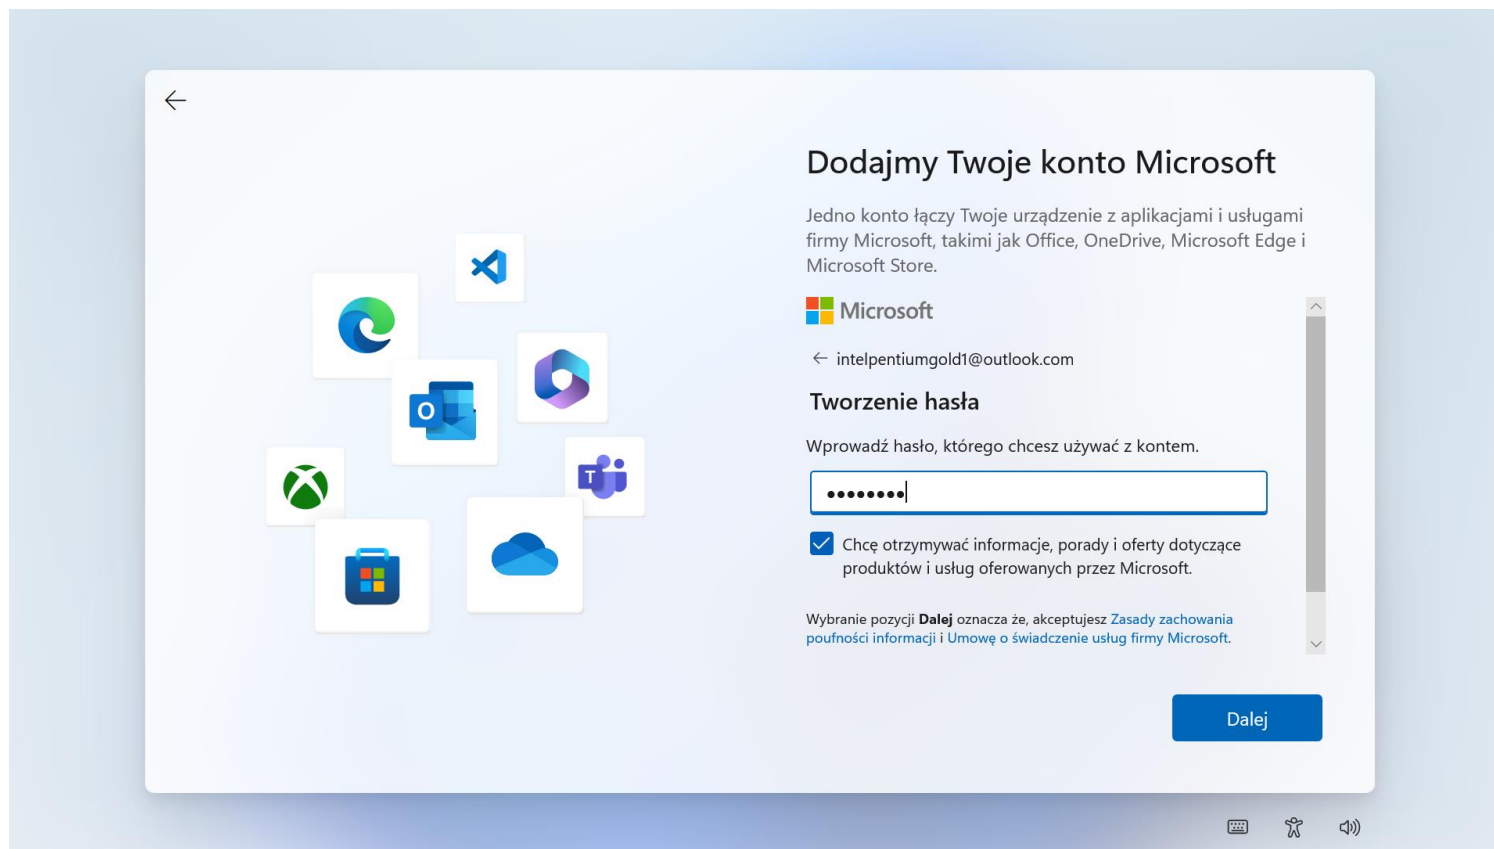 Dodajmy Twoje konto Microsoft
Jedno konto łączy Twoje urządzenie z aplikacjami i usługami
firmy Microsoft, takimi jak Office, OneDrive, Microsoft Edge i
Microsoft Store.
Microsoft
← intelpentiumgold1@outlook.com
Tworzenie hasła
Wprowadź hasło, którego chcesz używać z kontem.
••••••••
Chcę otrzymywać informacje, porady i oferty dotyczące
produktów i usług oferowanych przez Microsoft.
Wybranie pozycji Dalej oznacza że, akceptujesz Zasady zachowania
poufności informacji i Umowę o świadczenie usług firmy Microsoft.
Dalej